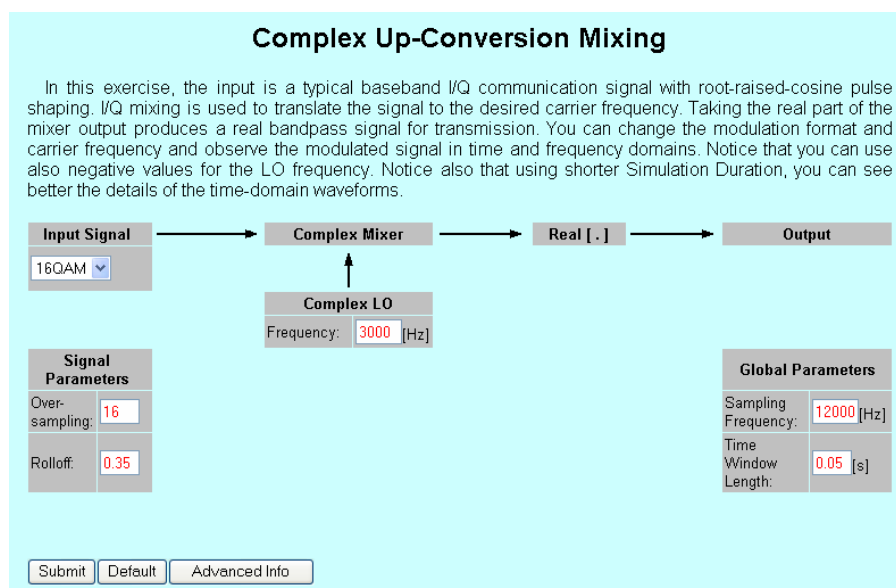 Complex Up-Conversion Mixing
In this exercise, the input is a typical baseband I/Q communication signal with root-raised-cosine pulse
shaping. I/Q mixing is used to translate the signal to the desired carrier frequency. Taking the real part of the
mixer output produces a real bandpass signal for transmission. You can change the modulation format and
carrier frequency and observe the modulated signal in time and frequency domains. Notice that you can use
also negative values for the LO frequency. Notice also that using shorter Simulation Duration, you can see
better the details of the time-domain waveforms.
Input Signal
Complex Mixer
Real [ . ]
Output
16QAM
Complex LO
Frequency: 3000 [Hz]
Signal
Parameters
Over-
sampling: 16
Rolloff: 0.35
Global Parameters
Sampling
Frequency: 12000 [Hz]
Time
Window
Length: 0.05 [s]
Submit
Default
Advanced Info